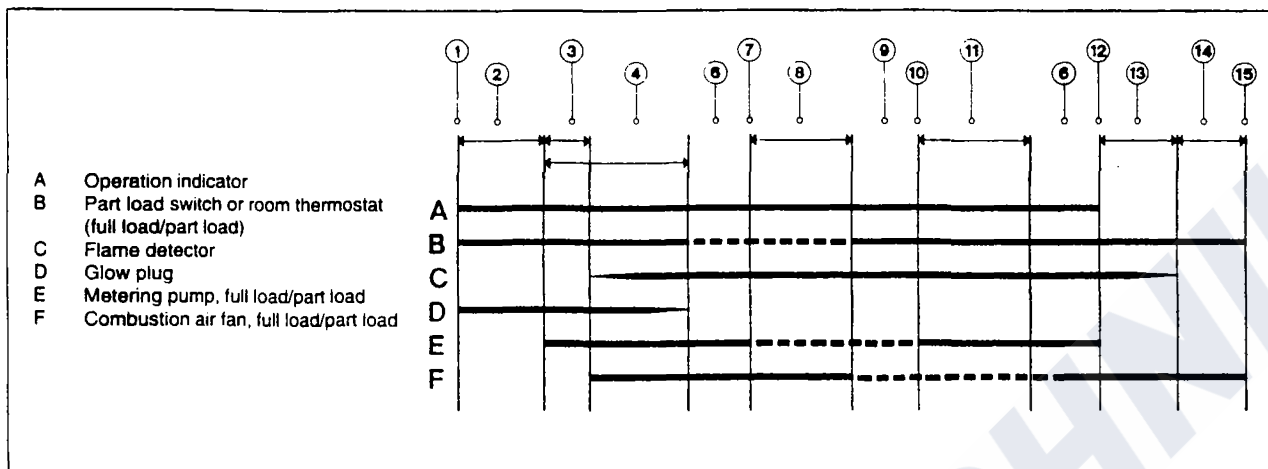 1 3 7 9 11 12 14
2 4 6 8 10 6 13 15
A Operation indicator
B Part load switch or room thermostat
(full load/part load)
C Flame detector
D Glow plug
E Metering pump, full load/part load
F Combustion air fan, full load/part load
A
B
C
D
E
F